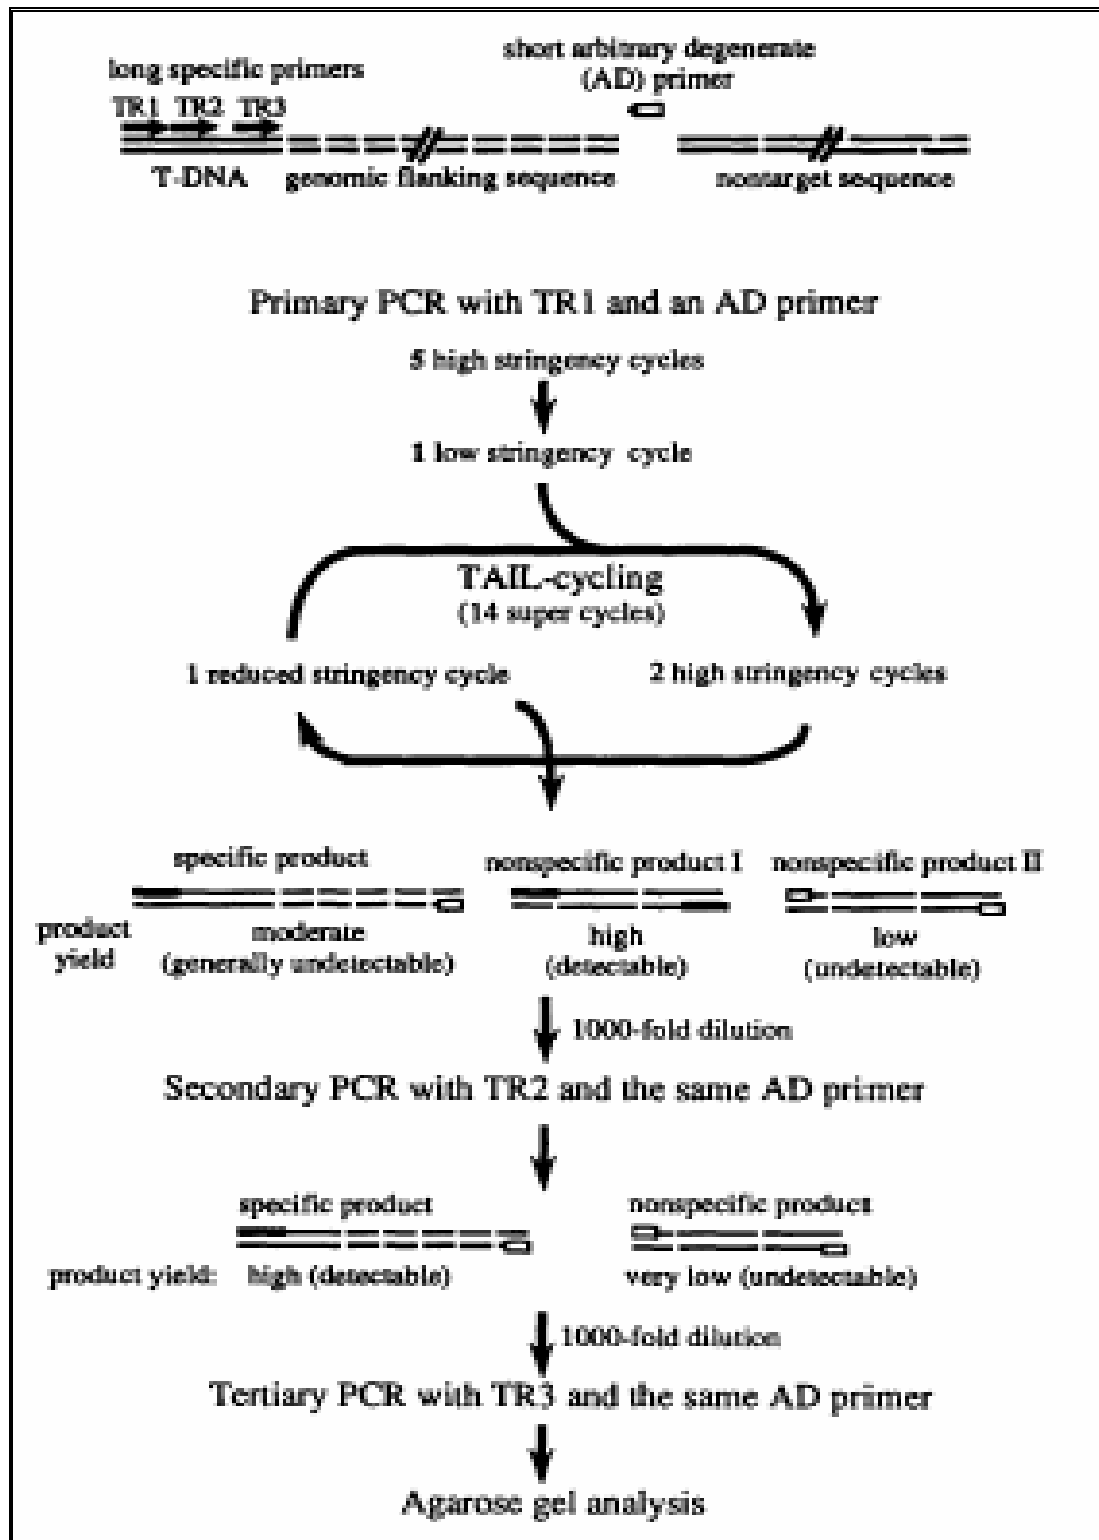 short arbitrary degenerate
(AD) primer
long specific primers
TR1 TR2 TR3
T-DNA genomic flanking sequence nontarget sequence
Primary PCR with TR1 and an AD primer
5 high stringency cycles
1 low stringency cycle
TAIL-cycling
(14 super cycles)
1 reduced stringency cycle 2 high stringency cycles
specific product nonspecific product I nonspecific product II
product yield moderate (generally undetectable) high (detectable) low (undetectable)
1000-fold dilution
Secondary PCR with TR2 and the same AD primer
specific product nonspecific product
product yield: high (detectable) very low (undetectable)
1000-fold dilution
Tertiary PCR with TR3 and the same AD primer
Agarose gel analysis